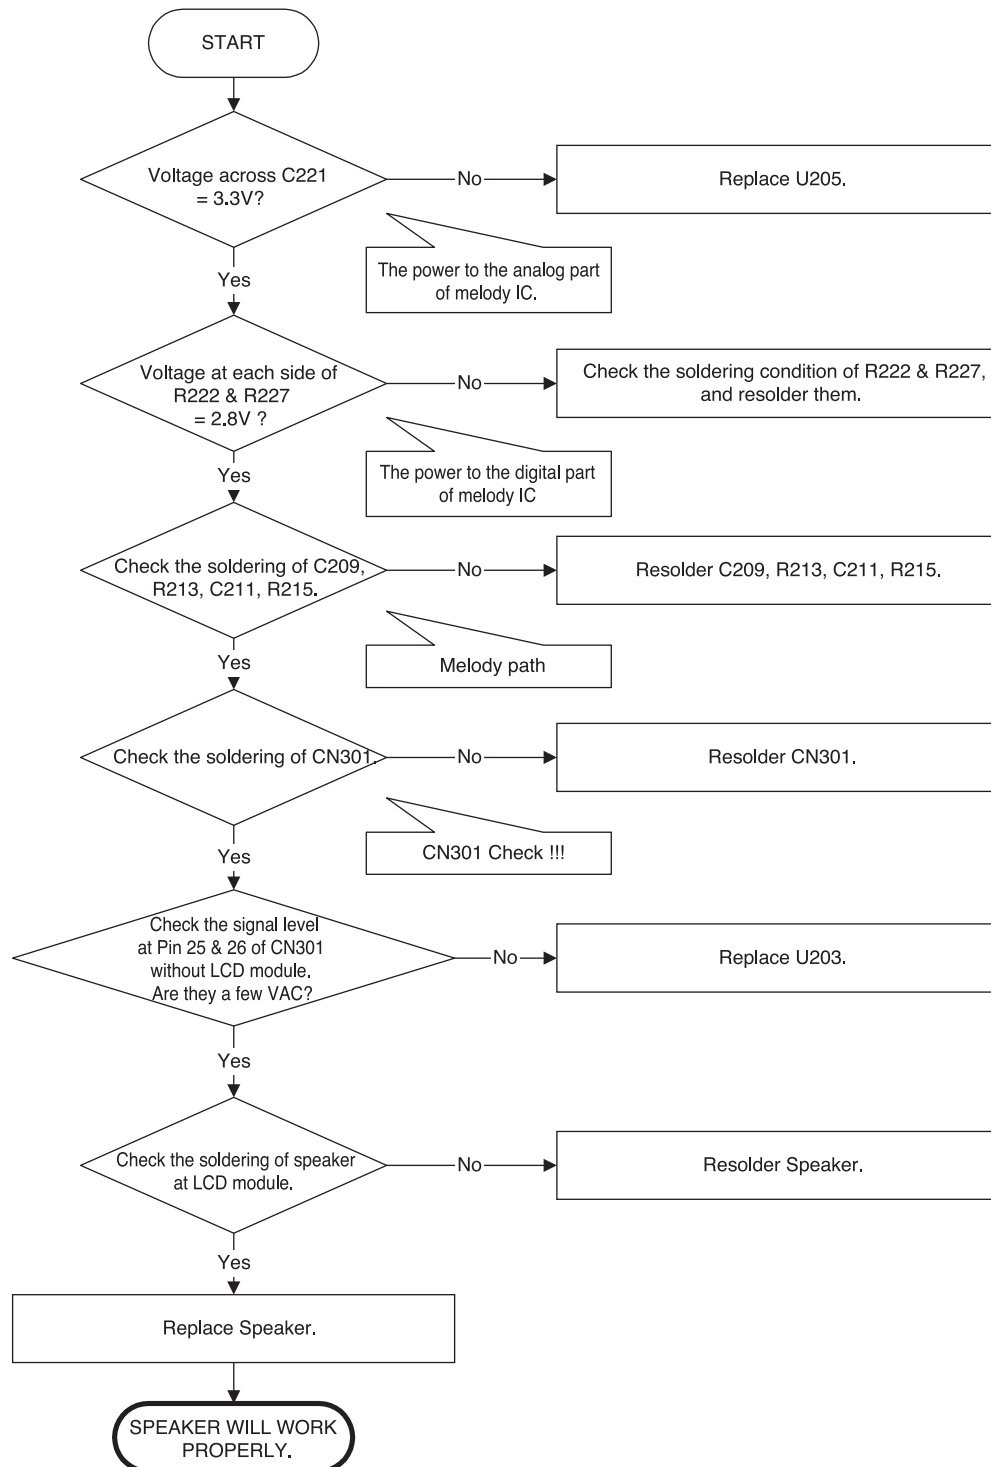 START
Voltage across C221
= 3.3V?
No
Replace U205.
The power to the analog part
of melody IC.
Yes
Voltage at each side of
R222 & R227
= 2.8V ?
No
Check the soldering condition of R222 & R227,
and resolder them.
The power to the digital part
of melody IC
Yes
Check the soldering of C209,
R213, C211, R215.
No
Resolder C209, R213, C211, R215.
Melody path
Yes
Check the soldering of CN301.
No
Resolder CN301.
CN301 Check !!!
Yes
Check the signal level
at Pin 25 & 26 of CN301
without LCD module.
Are they a few VAC?
No
Replace U203.
Yes
Check the soldering of speaker
at LCD module.
No
Resolder Speaker.
Yes
Replace Speaker.
SPEAKER WILL WORK
PROPERLY.